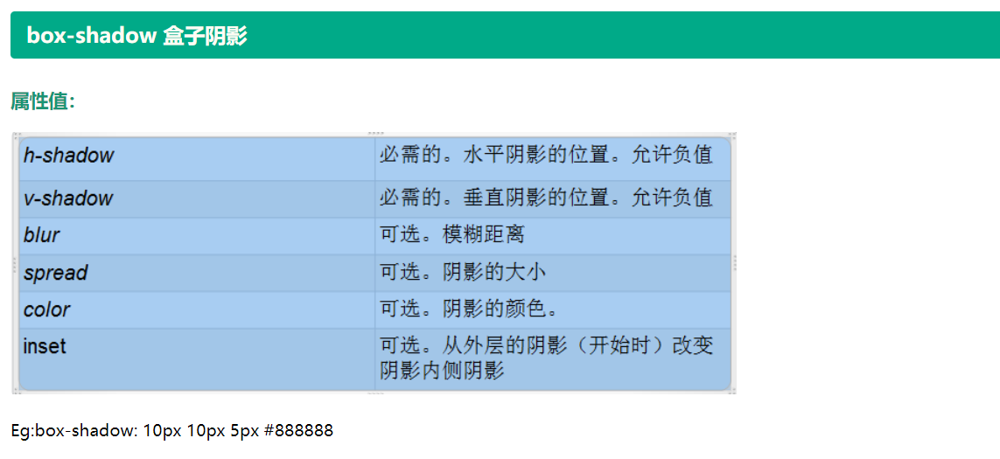 box-shadow 盒子阴影
属性值：
h-shadow 必需的。水平阴影的位置。允许负值
v-shadow 必需的。垂直阴影的位置。允许负值
blur 可选。模糊距离
spread 可选。阴影的大小
color 可选。阴影的颜色。
inset 可选。从外层的阴影（开始时）改变
阴影内侧阴影
Eg:box-shadow: 10px 10px 5px #888888